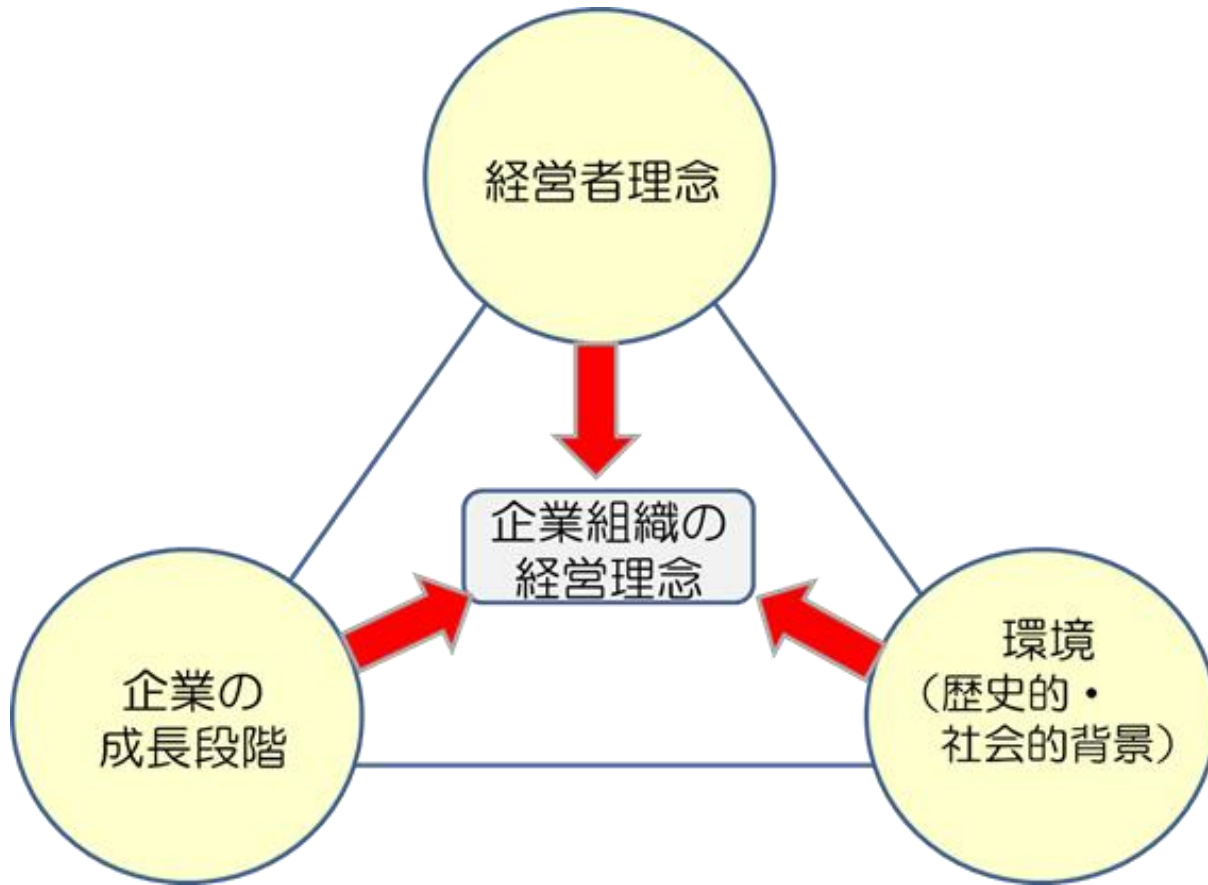 経営者理念
企業組織の
経営理念
企業の
成長段階
環境
（歴史的・
社会的背景）